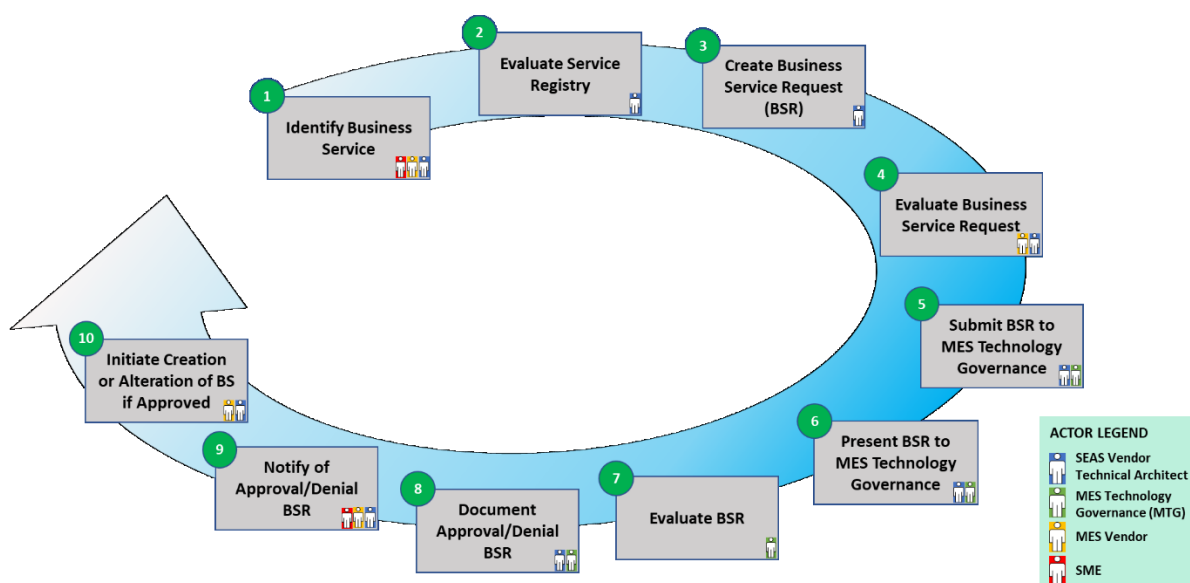 1
Identify Business
Service
2
Evaluate Service
Registry
3
Create Business
Service Request
(BSR)
4
Evaluate Business
Service Request
5
Submit BSR to
MES Technology
Governance
6
Present BSR to
MES Technology
Governance
7
Evaluate BSR
8
Document
Approval/Denial
BSR
9
Notify of
Approval/Denial
BSR
10
Initiate Creation
or Alteration of BS
if Approved
ACTOR LEGEND
SEAS Vendor
Technical Architect
MES Technology
Governance (MTG)
MES Vendor
SME